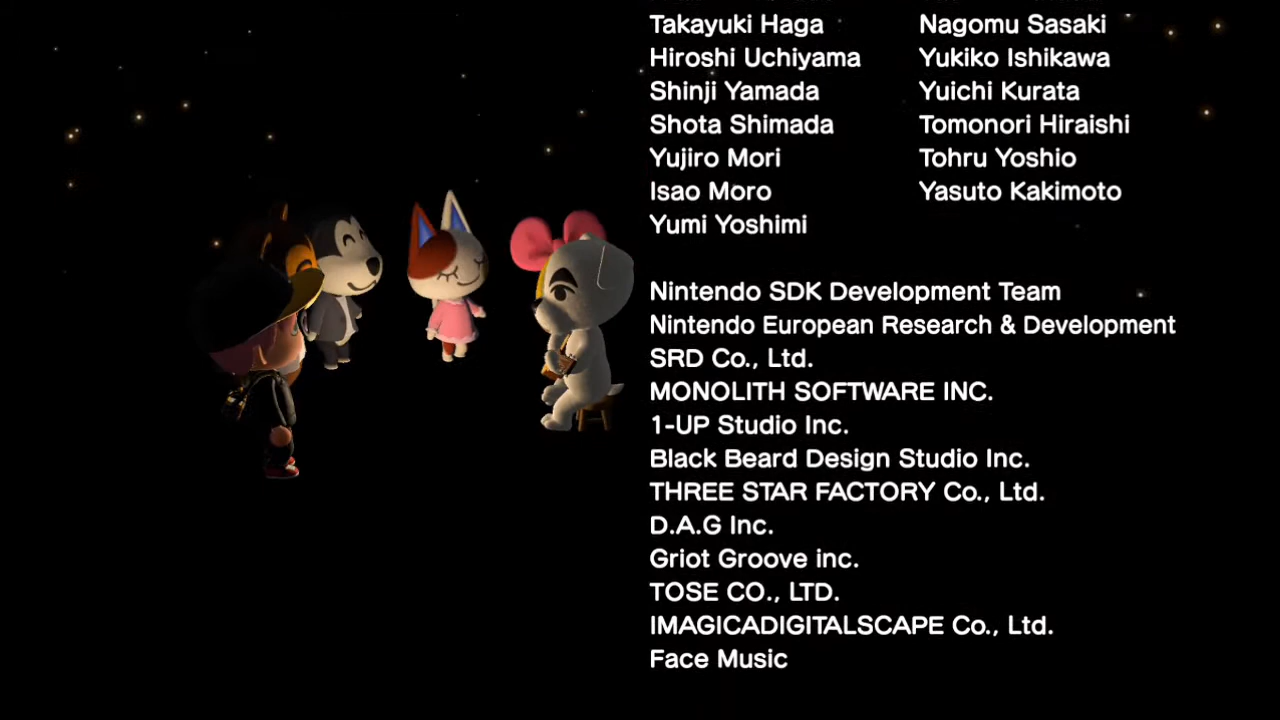 Takayuki Haga Nagomu Sasaki
Hiroshi Uchiyama Yukiko Ishikawa
Shinji Yamada Yuichi Kurata
Shota Shimada Tomonori Hiraishi
Yujiro Mori Tohru Yoshio
Isao Moro Yasuto Kakimoto
Yumi Yoshimi
Nintendo SDK Development Team
Nintendo European Research & Development
SRD Co., Ltd.
MONOLITH SOFTWARE INC.
1-UP Studio Inc.
Black Beard Design Studio Inc.
THREE STAR FACTORY Co., Ltd.
D.A.G Inc.
Griot Groove inc.
TOSE CO., LTD.
IMAGICADIGITALSCAPE Co., Ltd.
Face Music